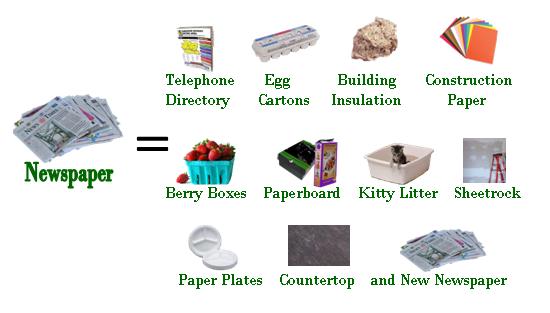 Newspaper
=
Telephone Directory
Egg Cartons
Building Insulation
Construction Paper
Berry Boxes
Paperboard
Kitty Litter
Sheetrock
Paper Plates
Countertop
and New Newspaper